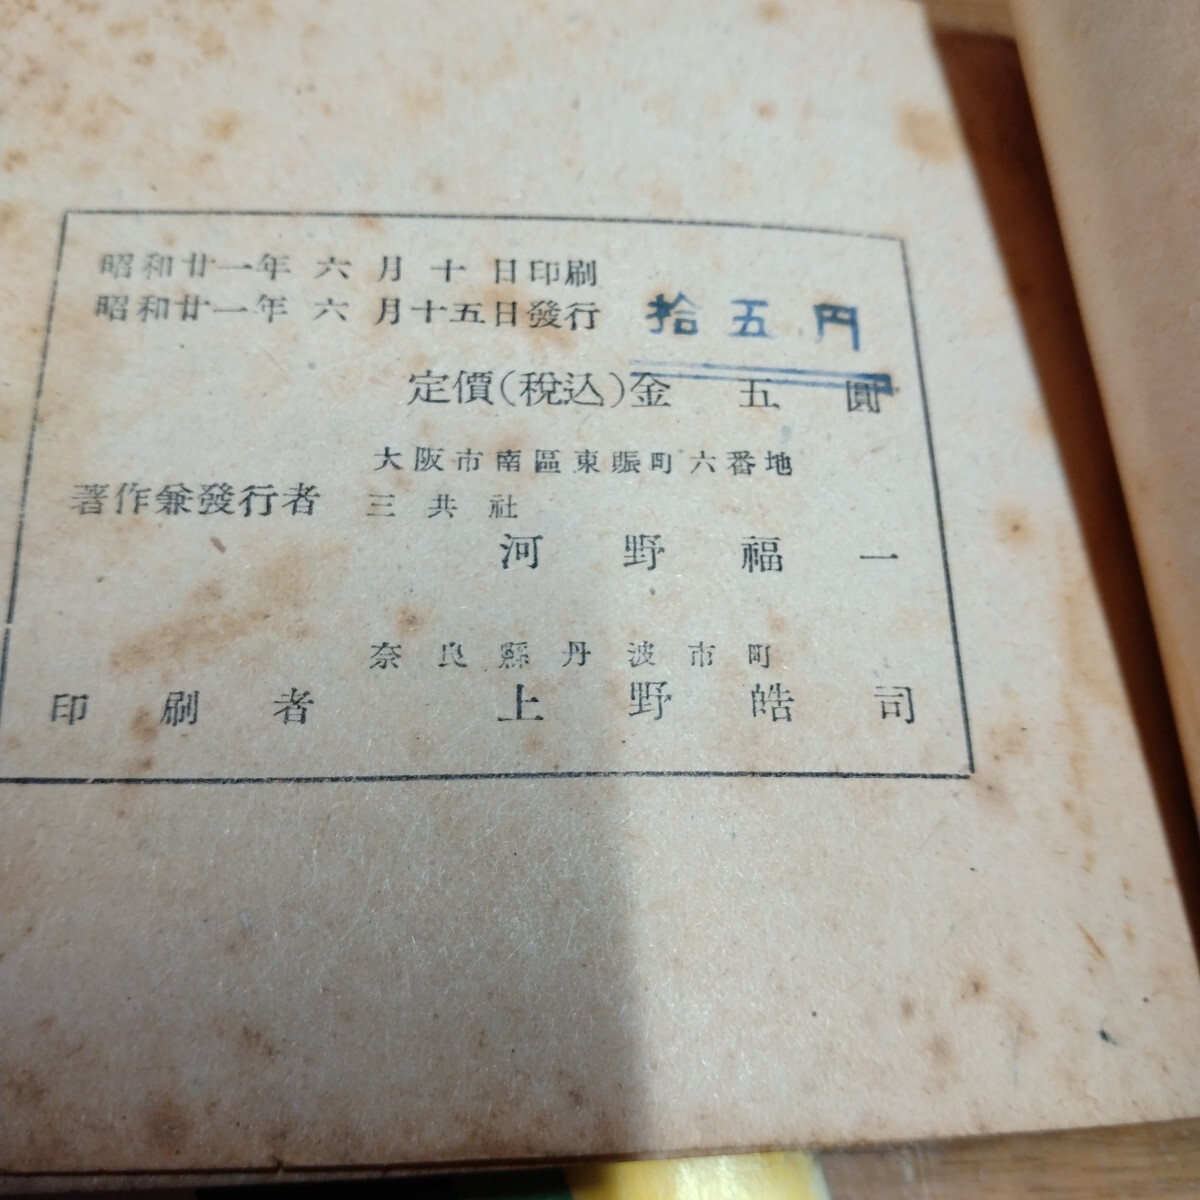 昭和廿一年 六月十日印刷
昭和廿一年 六月十五日發行
拾五円
定價(税込)金五圓
大阪市南區東賑町六番地
著作兼發行者 三共社
河野福一
奈良縣丹波市町
印刷者 上野皓司